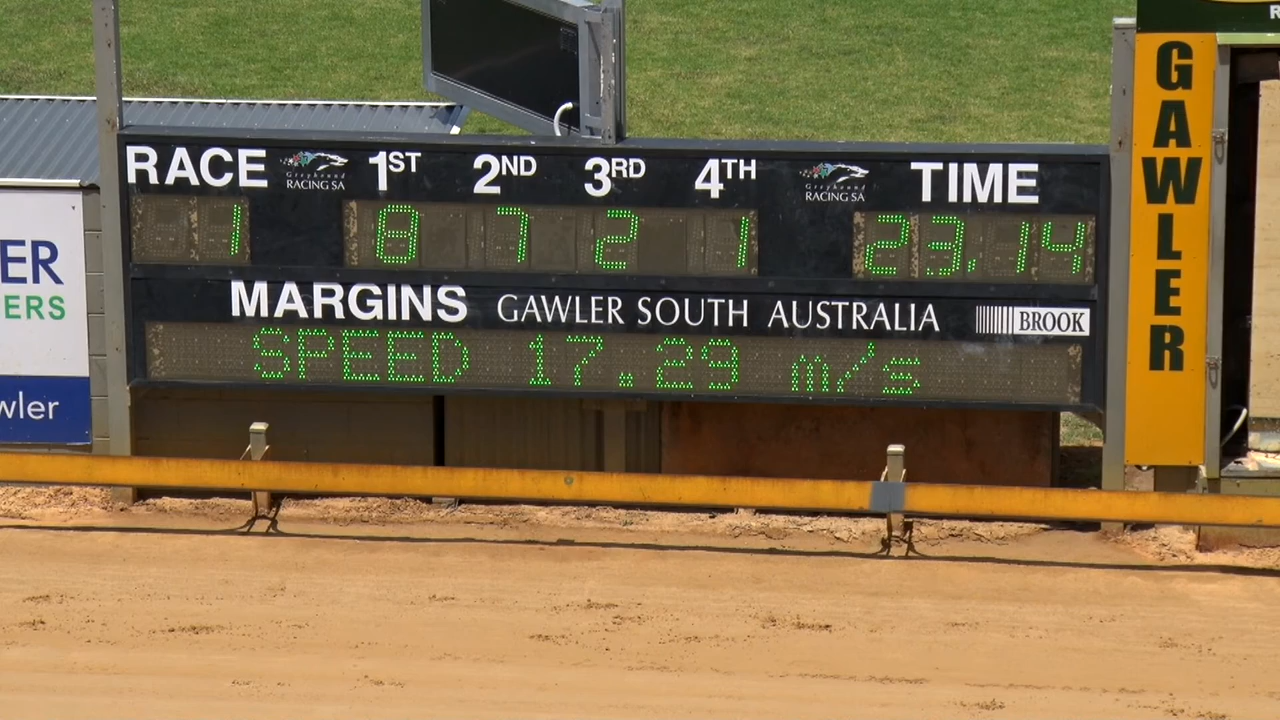 RACE
Greyhound
RACING SA
1ST 2ND 3RD 4TH
Greyhound
RACING SA
TIME
1 8 7 2 1 23.14
MARGINS GAWLER SOUTH AUSTRALIA BROOK
SPEED 17.29 m/s
GAWLER
ER
ERS
wler
R